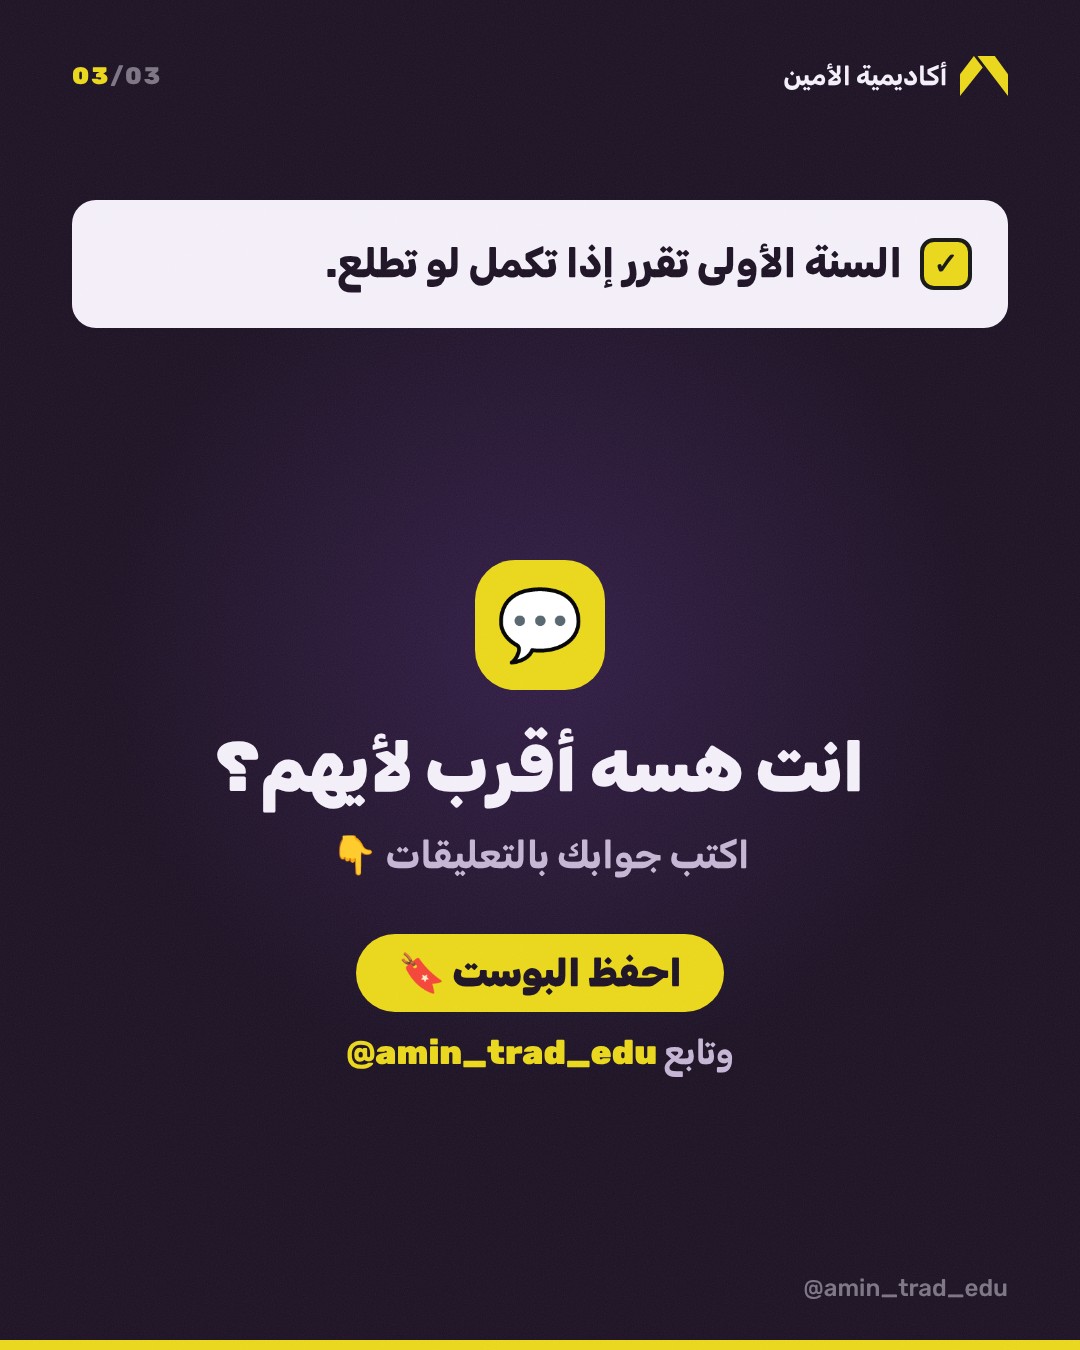 أكاديمية الأمين
03/03
✓ السنة الأولى تقرر إذا تكمل لو تطلع.
انت هسه أقرب لأيهم؟
اكتب جوابك بالتعليقات 👇
احفظ البوست 🔖
وتابع @amin_trad_edu
@amin_trad_edu